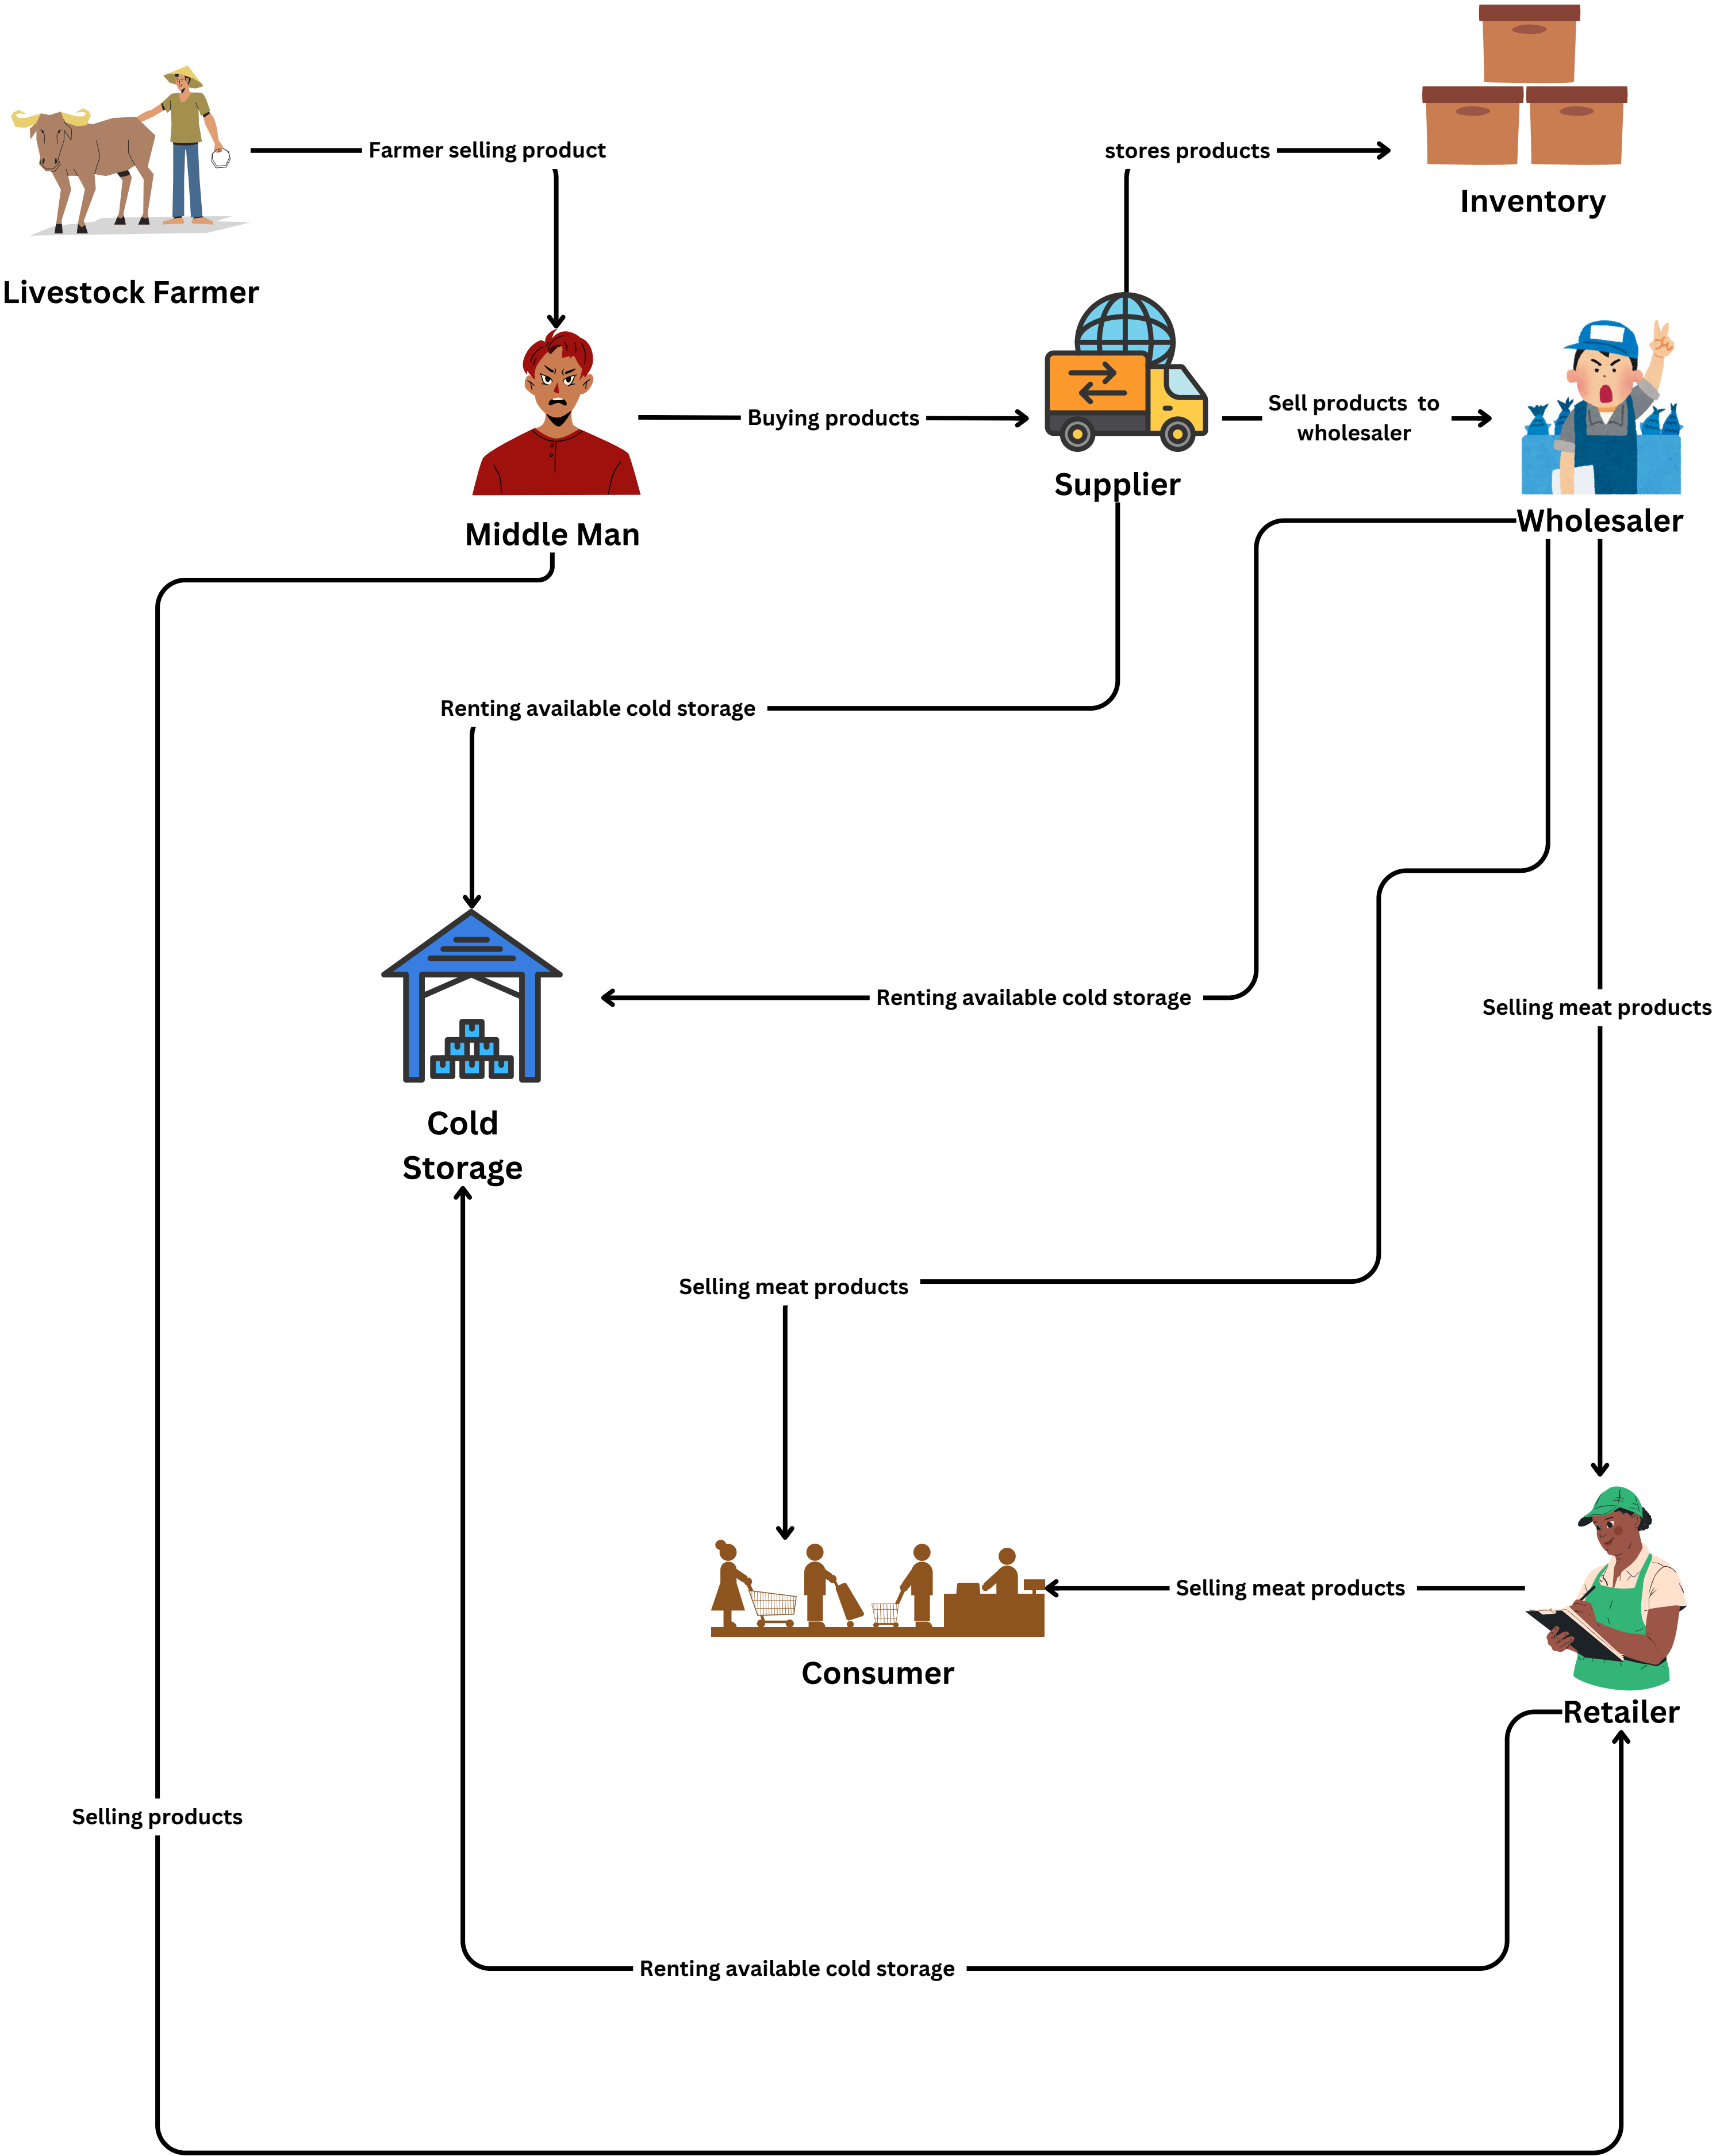 Farmer selling product
stores products
Inventory
Livestock Farmer
Buying products
Sell products to
wholesaler
Supplier
Middle Man
Wholesaler
Renting available cold storage
Renting available cold storage
Selling meat products
Cold
Storage
Selling meat products
Selling meat products
Consumer
Retailer
Selling products
Renting available cold storage